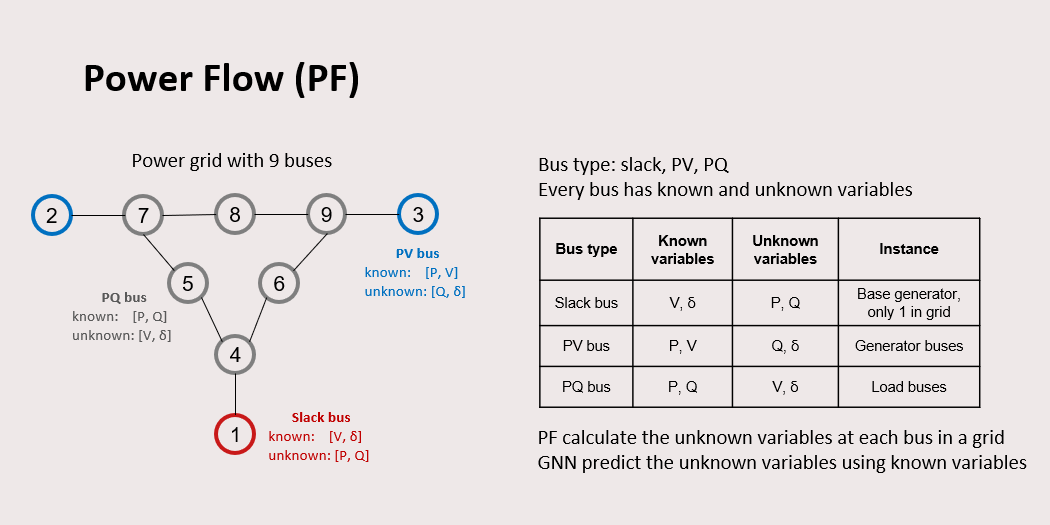 Power Flow (PF)
Power grid with 9 buses
2
7
8
9
3
5
6
4
1
PV bus
known: [P, V]
unknown: [Q, δ]
PQ bus
known: [P, Q]
unknown: [V, δ]
Slack bus
known: [V, δ]
unknown: [P, Q]
Bus type: slack, PV, PQ
Every bus has known and unknown variables
Bus type
Known
variables
Unknown
variables
Instance
Slack bus
V, δ
P, Q
Base generator,
only 1 in grid
PV bus
P, V
Q, δ
Generator buses
PQ bus
P, Q
V, δ
Load buses
PF calculate the unknown variables at each bus in a grid
GNN predict the unknown variables using known variables